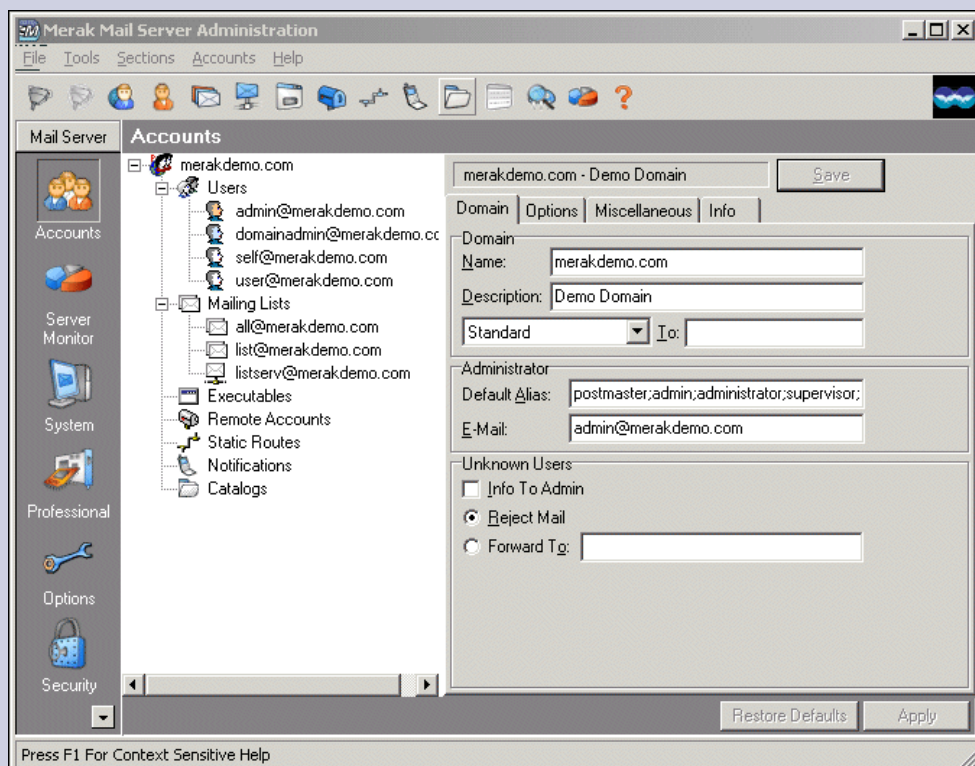 Merak Mail Server Administration
File Tools Sections Accounts Help
Mail Server
Accounts
Accounts
Server
Monitor
System
Professional
Options
Security
merakdemo.com
Users
admin@merakdemo.com
domainadmin@merakdemo.cc
self@merakdemo.com
user@merakdemo.com
Mailing Lists
all@merakdemo.com
list@merakdemo.com
listserv@merakdemo.com
Executables
Remote Accounts
Static Routes
Notifications
Catalogs
merakdemo.com - Demo Domain
Save
Domain Options Miscellaneous Info
Domain
Name: merakdemo.com
Description: Demo Domain
Standard To:
Administrator
Default Alias: postmaster;admin;administrator;supervisor;
E-Mail: admin@merakdemo.com
Unknown Users
Info To Admin
Reject Mail
Forward To:
Restore Defaults Apply
Press F1 For Context Sensitive Help